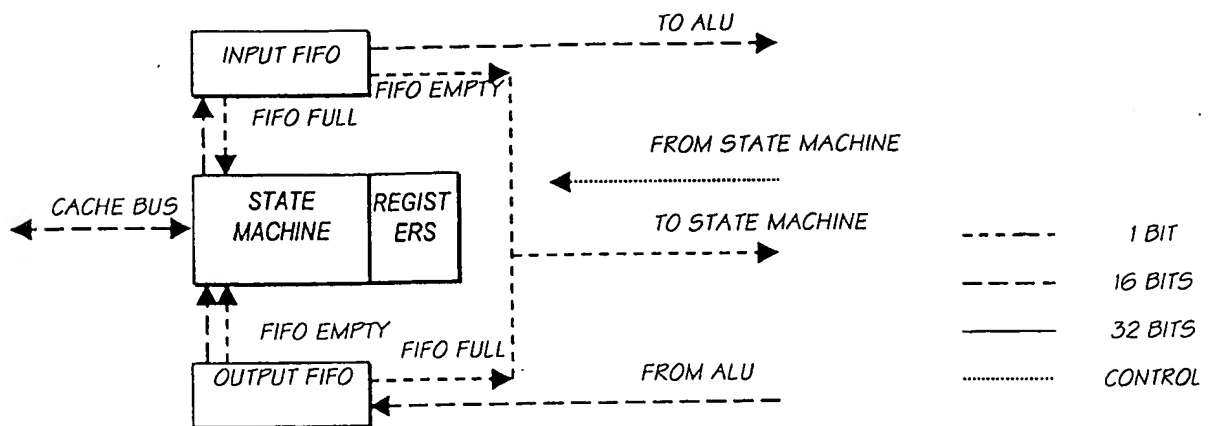 TO ALU
INPUT FIFO
FIFO EMPTY
FIFO FULL
FROM STATE MACHINE
CACHE BUS
STATE
MACHINE
REGIST
ERS
TO STATE MACHINE
1 BIT
16 BITS
FIFO EMPTY
32 BITS
FIFO FULL
OUTPUT FIFO
FROM ALU
CONTROL